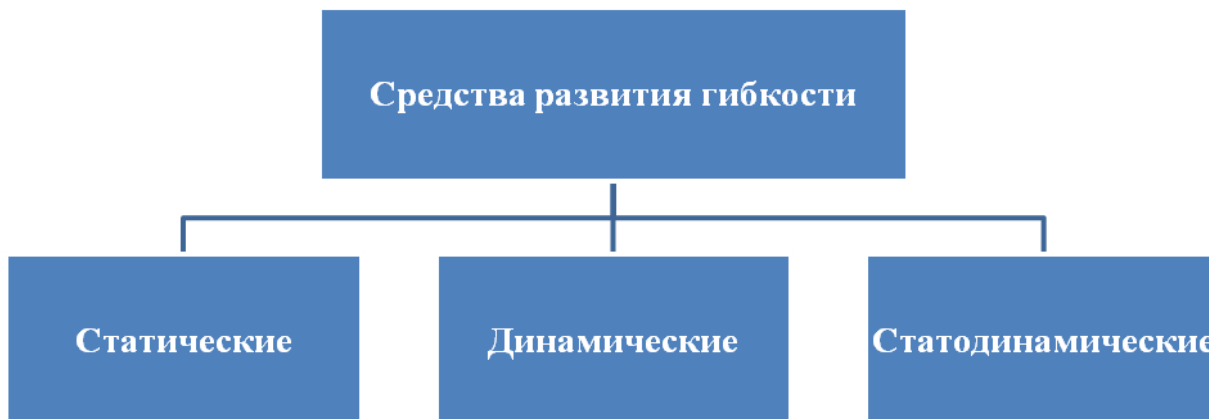 Средства развития гибкости
Статические
Динамические
Статодинамические